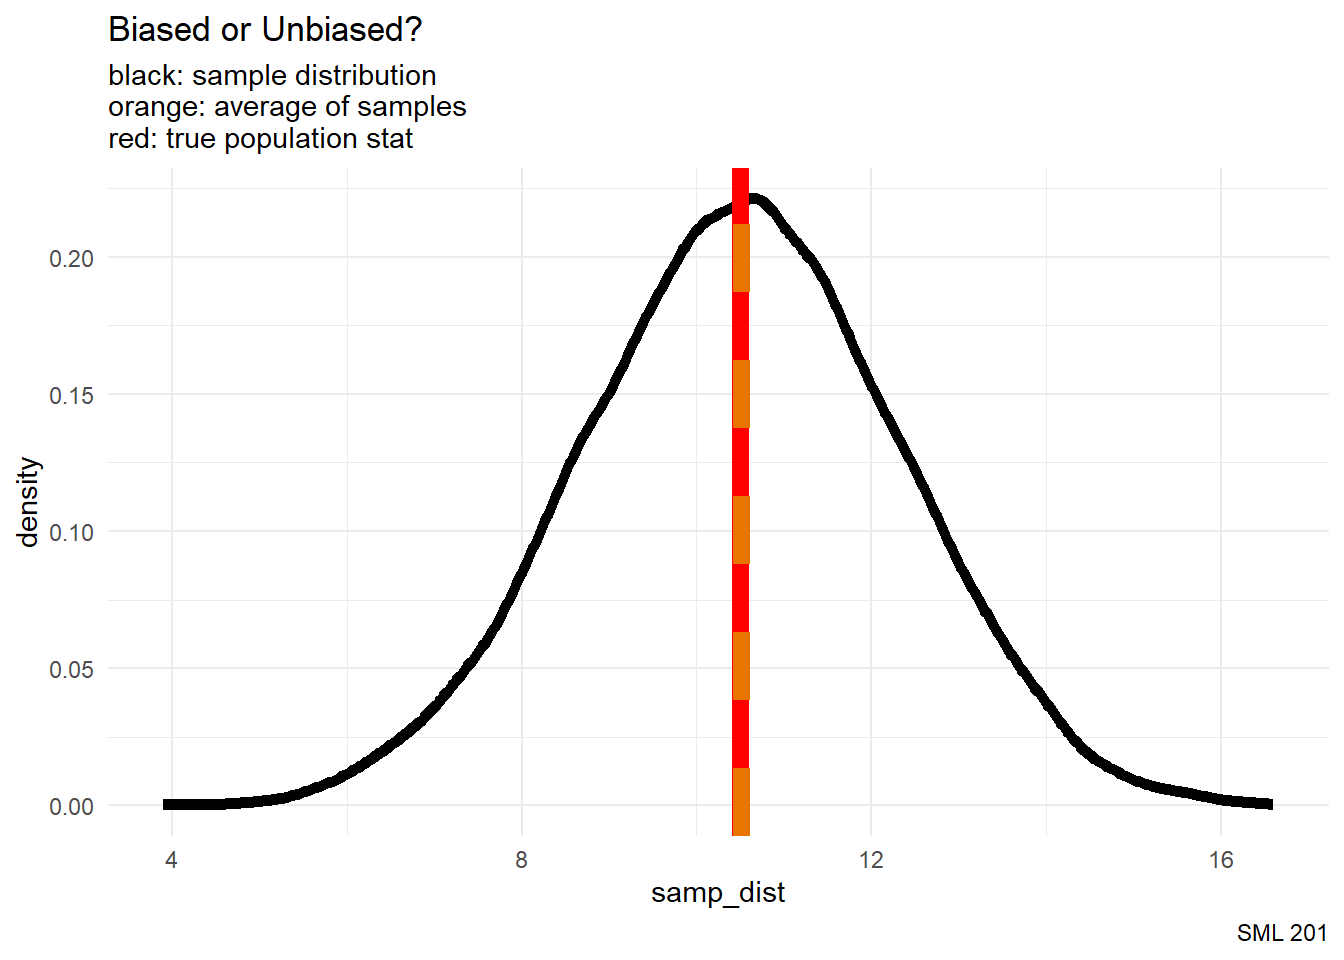 Biased or Unbiased?
black: sample distribution
orange: average of samples
red: true population stat
0.20
0.15
0.10
0.05
0.00
density
4 8 12 16
samp_dist
SML 201